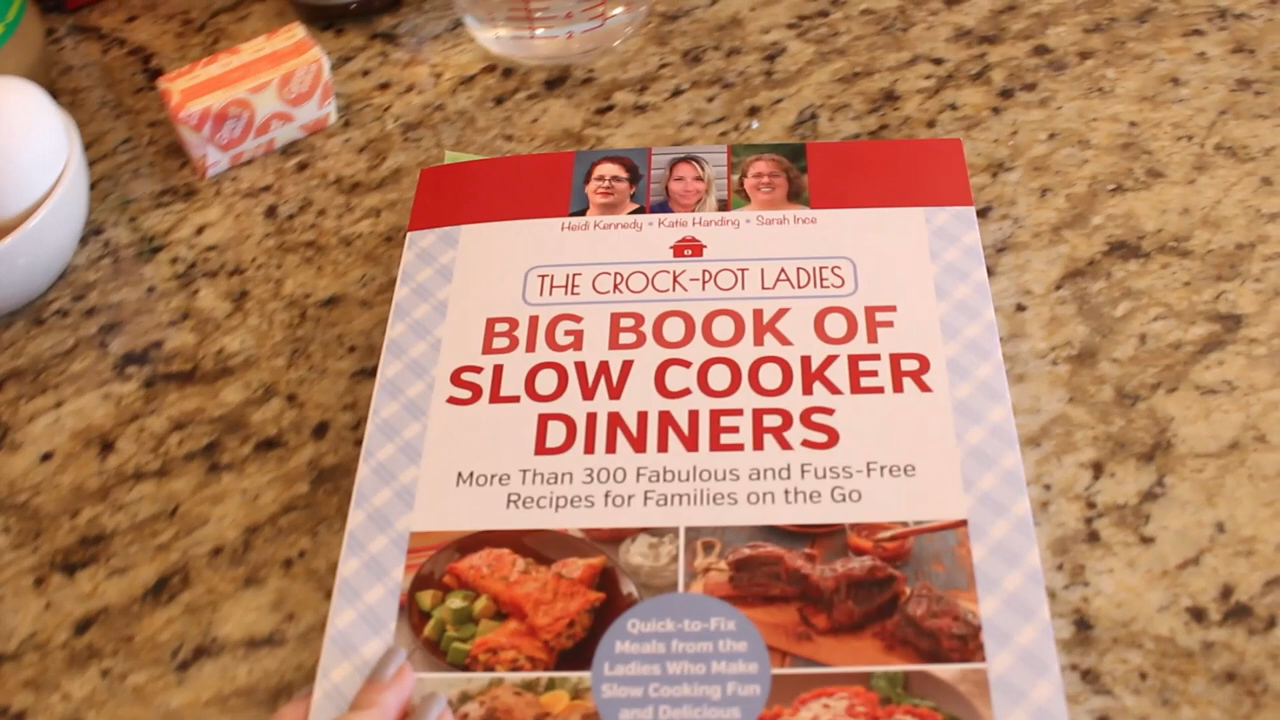 Heidi Kennedy • Katie Handing • Sarah Ince
THE CROCK-POT LADIES
BIG BOOK OF
SLOW COOKER
DINNERS
More Than 300 Fabulous and Fuss-Free
Recipes for Families on the Go
Quick-to-Fix
Meals from the
Ladies Who Make
Slow Cooking Fun
and Delicious